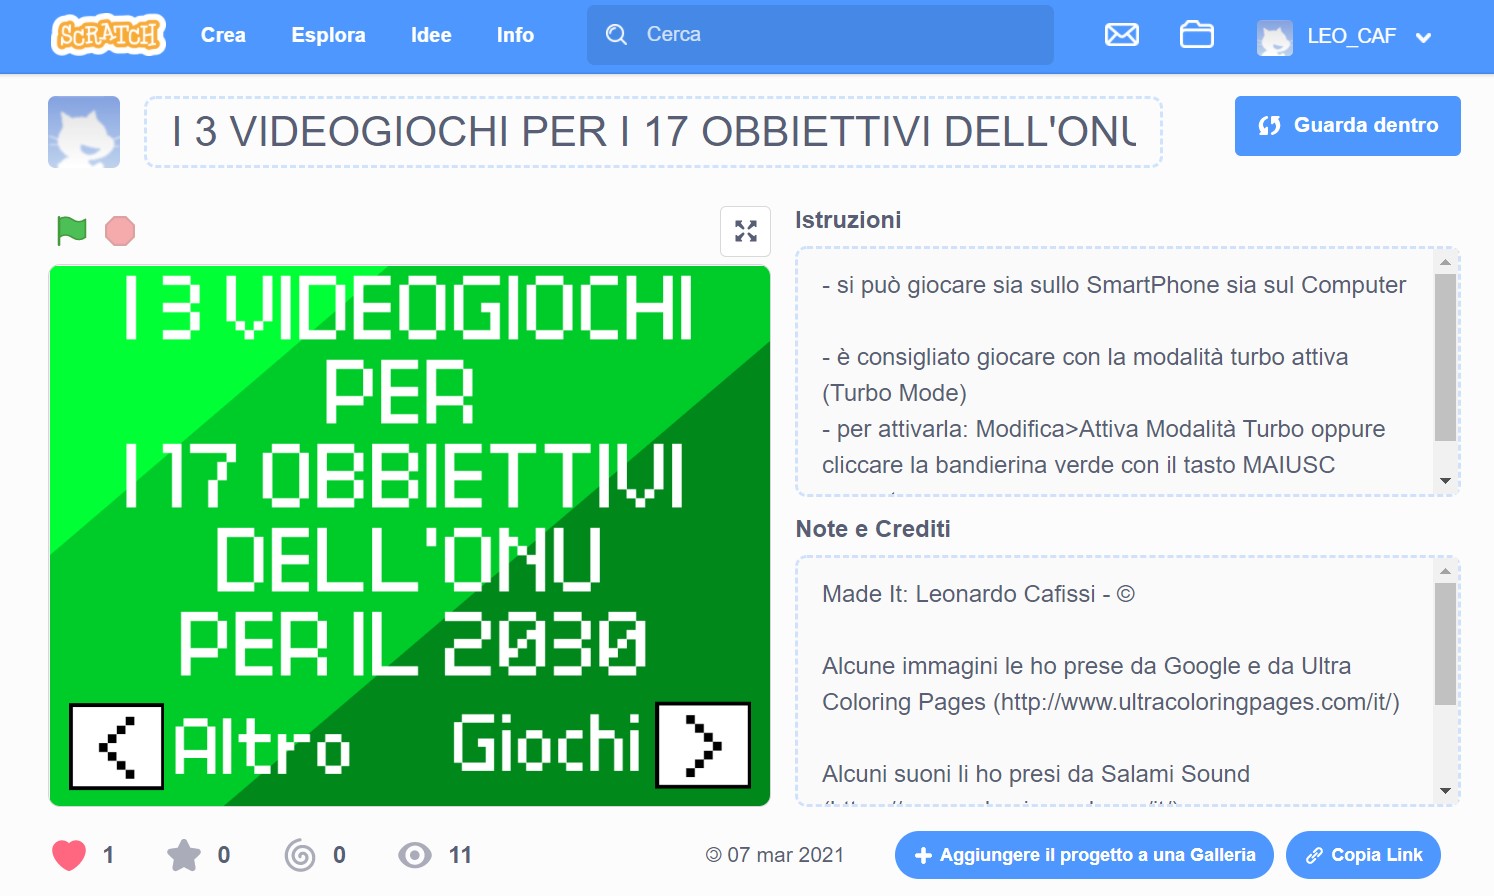 SCRATCH
Crea
Esplora
Idee
Info
Cerca
LEO_CAF
I 3 VIDEOGIOCHI PER I 17 OBBIETTIVI DELL'ONU
Guarda dentro
I 3 VIDEOGIOCHI
PER
I 17 OBBIETTIVI
DELL'ONU
PER IL 2030
Altro
Giochi
Istruzioni
- si può giocare sia sullo SmartPhone sia sul Computer
- è consigliato giocare con la modalità turbo attiva
(Turbo Mode)
- per attivarla: Modifica>Attiva Modalità Turbo oppure
cliccare la bandierina verde con il tasto MAIUSC
Note e Crediti
Made It: Leonardo Cafissi - ©
Alcune immagini le ho prese da Google e da Ultra
Coloring Pages (http://www.ultracoloringpages.com/it/)
Alcuni suoni li ho presi da Salami Sound
1
0
0
11
07 mar 2021
Aggiungere il progetto a una Galleria
Copia Link